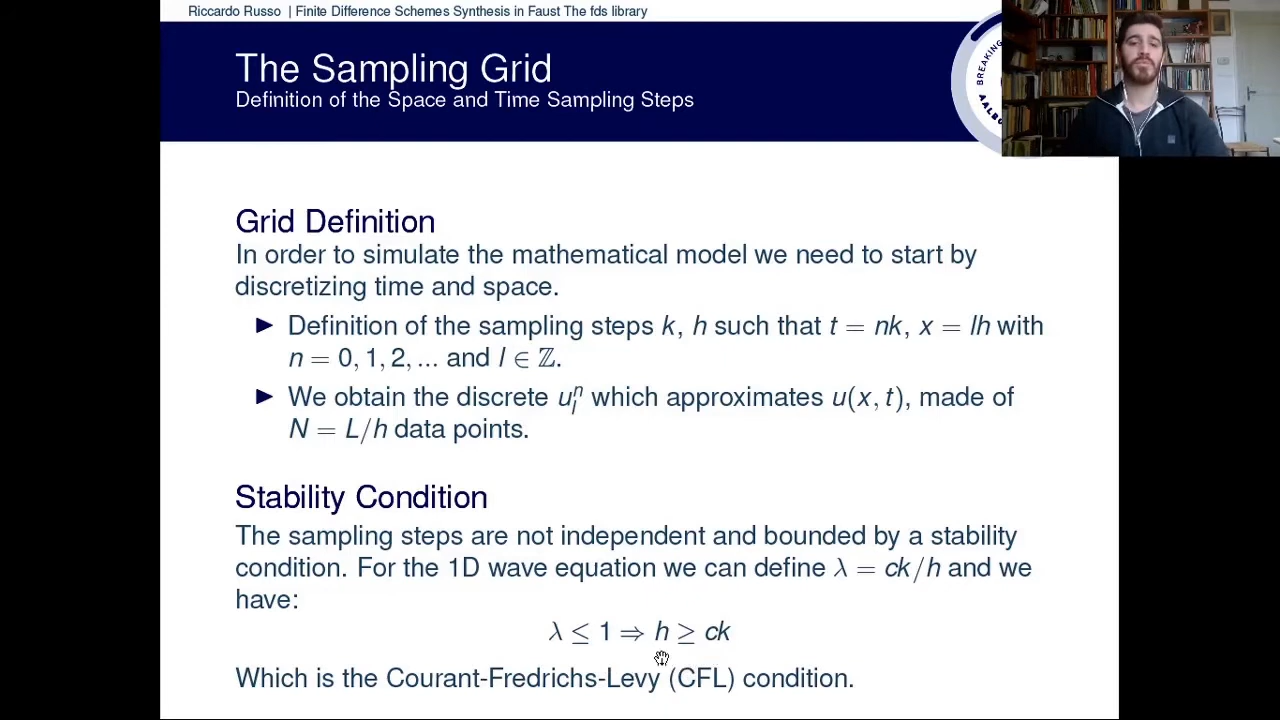 Riccardo Russo | Finite Difference Schemes Synthesis in Faust The fds library
The Sampling Grid
Definition of the Space and Time Sampling Steps
BREAKING
AALBO
Grid Definition
In order to simulate the mathematical model we need to start by
discretizing time and space.
▶ Definition of the sampling steps k, h such that t = nk, x = lh with
n = 0, 1, 2, ... and l ∈ ℤ.
▶ We obtain the discrete uₗⁿ which approximates u(x, t), made of
N = L/h data points.
Stability Condition
The sampling steps are not independent and bounded by a stability
condition. For the 1D wave equation we can define λ = ck/h and we
have:
λ ≤ 1 ⇒ h ≥ ck
Which is the Courant-Fredrichs-Levy (CFL) condition.